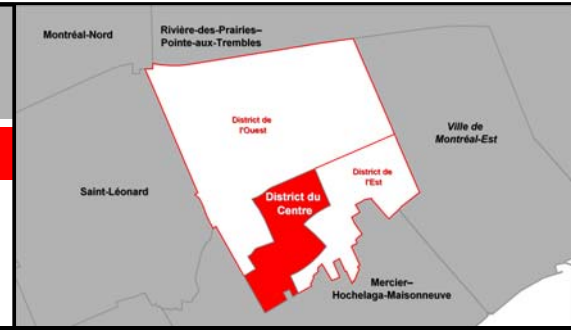 Montréal-Nord
Rivière-des-Prairies–
Pointe-aux-Trembles
District de
l'Ouest
Ville de
Montréal-Est
District de
l'Est
Saint-Léonard
District du
Centre
Mercier–
Hochelaga-Maisonneuve